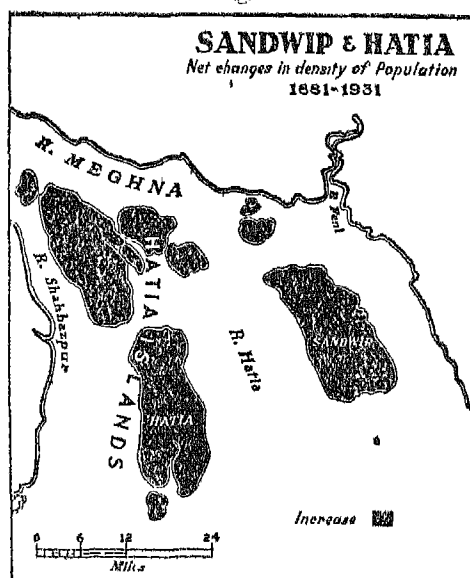 SANDWIP & HATIA
Net changes in density of Population
1881-1931
R. MEGHNA
R. Feni
R. Shahbazpur
HATIA ISLANDS
R. Hatia
SANDWIP
HATIA
Increase
0 6 12 24
Miles